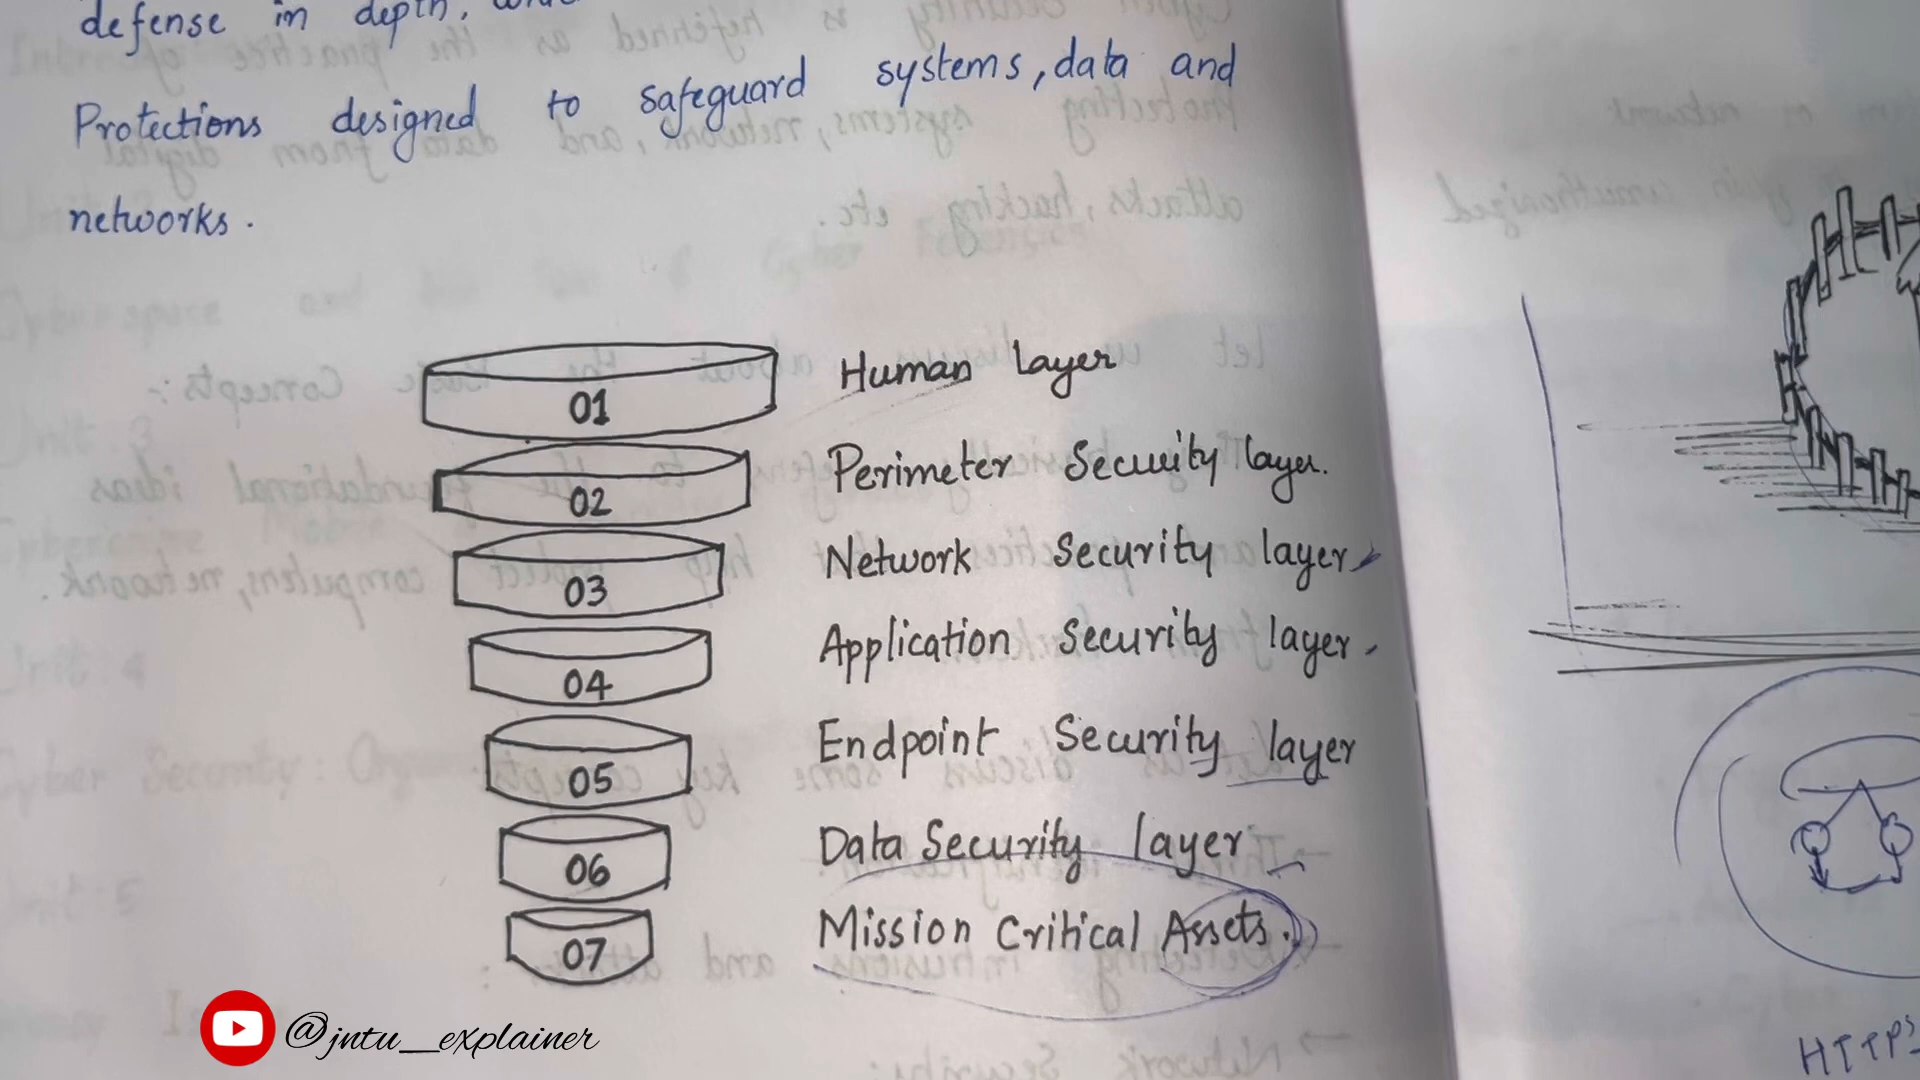 defense in depth,
Protections designed to safeguard systems, data and
networks.
01 Human layer
02 Perimeter Security layer.
03 Network Security layer
04 Application Security layer
05 Endpoint Security layer
06 Data Security layer
07 Mission Critical Assets.
HTTPS
@jntu_explainer